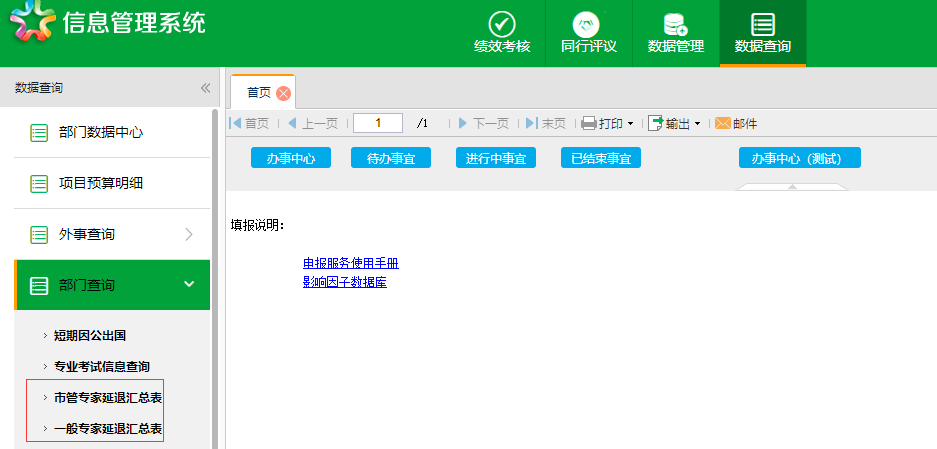 信息管理系统
绩效考核 同行评议 数据管理 数据查询
数据查询
首页
首页 上一页 1 /1 下一页 末页 打印 输出 邮件
部门数据中心
办事中心 待办事宜 进行中事宜 已结束事宜 办事中心（测试）
项目预算明细
填报说明：
外事查询
申报服务使用手册
影响因子数据库
部门查询
短期因公出国
专业考试信息查询
市管专家延退汇总表
一般专家延退汇总表